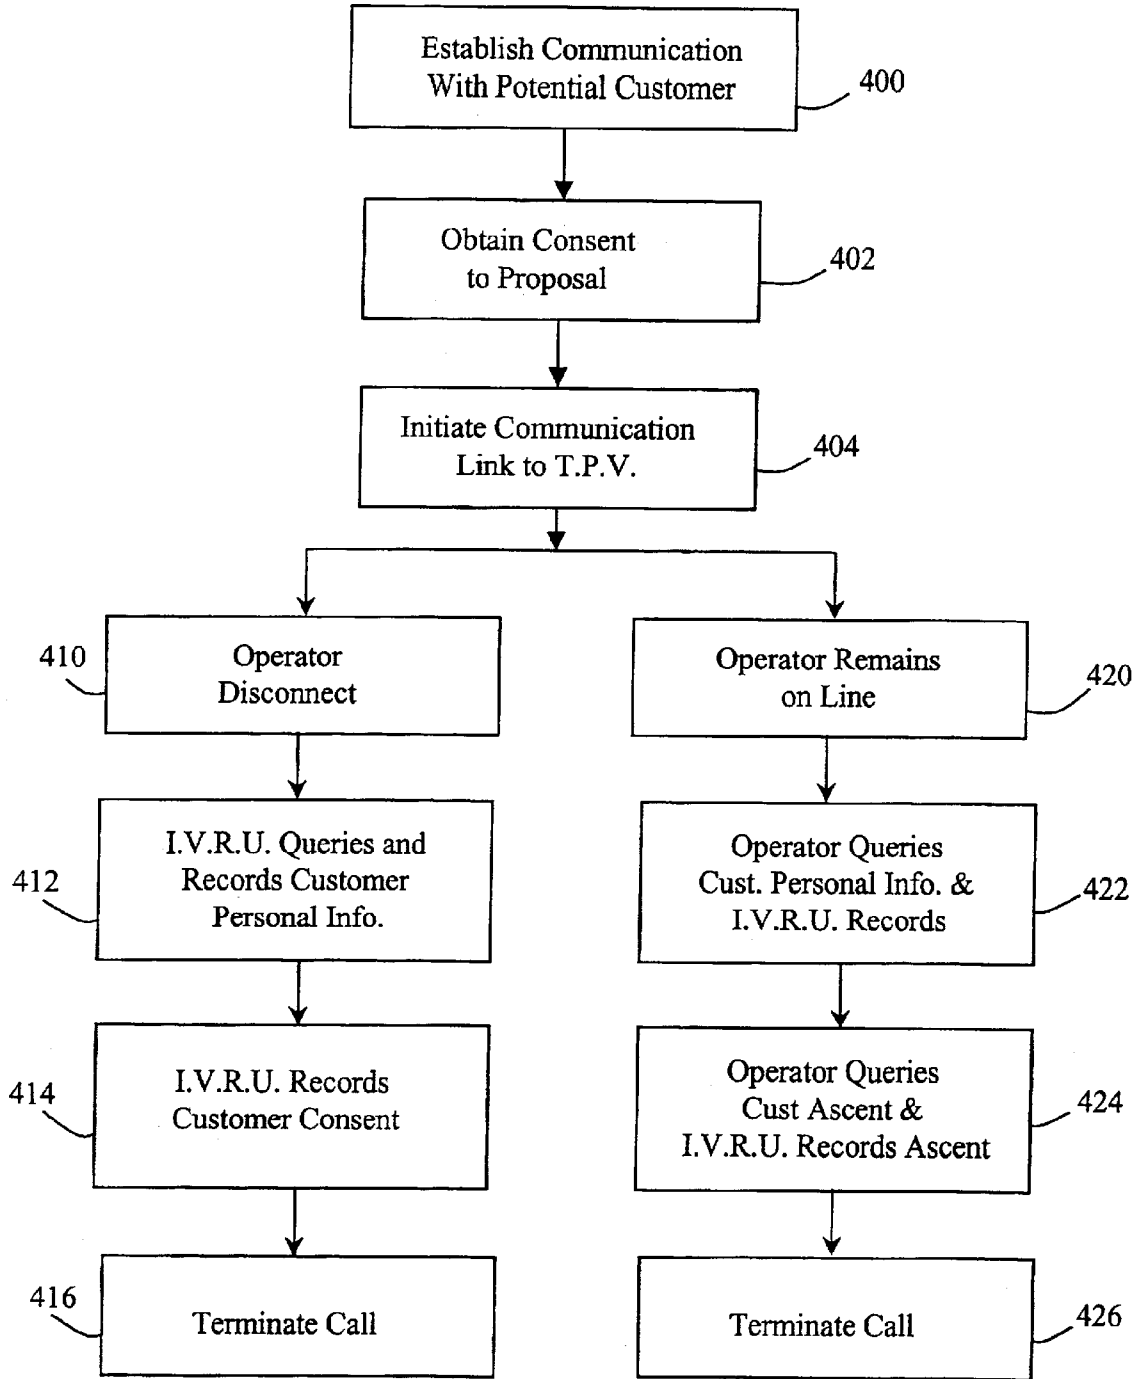 Establish Communication
With Potential Customer
400
Obtain Consent
to Proposal
402
Initiate Communication
Link to T.P.V.
404
410
Operator
Disconnect
Operator Remains
on Line
420
412
I.V.R.U. Queries and
Records Customer
Personal Info.
Operator Queries
Cust. Personal Info. &
I.V.R.U. Records
422
414
I.V.R.U. Records
Customer Consent
Operator Queries
Cust Ascent &
I.V.R.U. Records Ascent
424
416
Terminate Call
Terminate Call
426